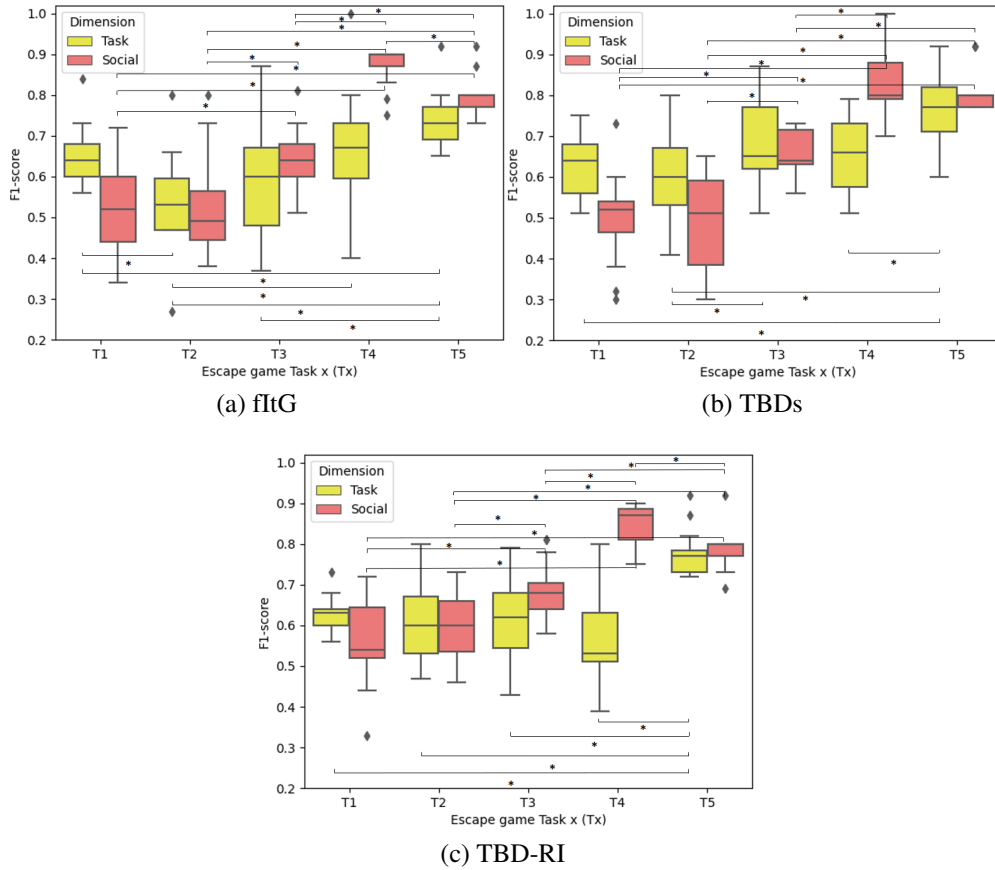 Dimension
Task
Social
F1-score
1.0
0.9
0.8
0.7
0.6
0.5
0.4
0.3
0.2
T1 T2 T3 T4 T5
Escape game Task x (Tx)
(a) fItG
Dimension
Task
Social
F1-score
1.0
0.9
0.8
0.7
0.6
0.5
0.4
0.3
0.2
T1 T2 T3 T4 T5
Escape game Task x (Tx)
(b) TBDs
Dimension
Task
Social
F1-score
1.0
0.9
0.8
0.7
0.6
0.5
0.4
0.3
0.2
T1 T2 T3 T4 T5
Escape game Task x (Tx)
(c) TBD-RI